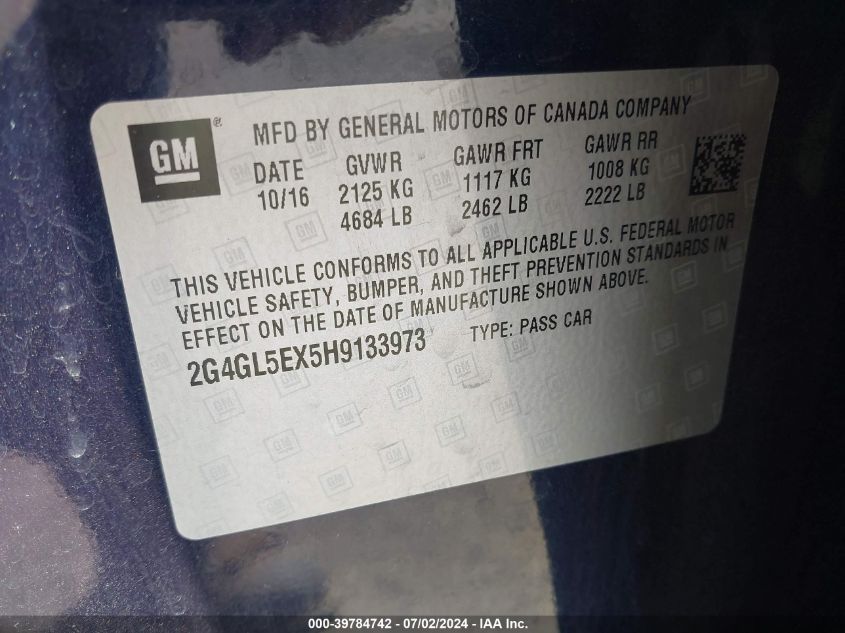 GM ®
MFD BY GENERAL MOTORS OF CANADA COMPANY
DATE GVWR GAWR FRT GAWR RR
10/16 2125 KG 1117 KG 1008 KG
4684 LB 2462 LB 2222 LB
THIS VEHICLE CONFORMS TO ALL APPLICABLE U.S. FEDERAL MOTOR
VEHICLE SAFETY, BUMPER, AND THEFT PREVENTION STANDARDS IN
EFFECT ON THE DATE OF MANUFACTURE SHOWN ABOVE.
2G4GL5EX5H9133973 TYPE: PASS CAR
000-39784742 - 07/02/2024 - IAA Inc.